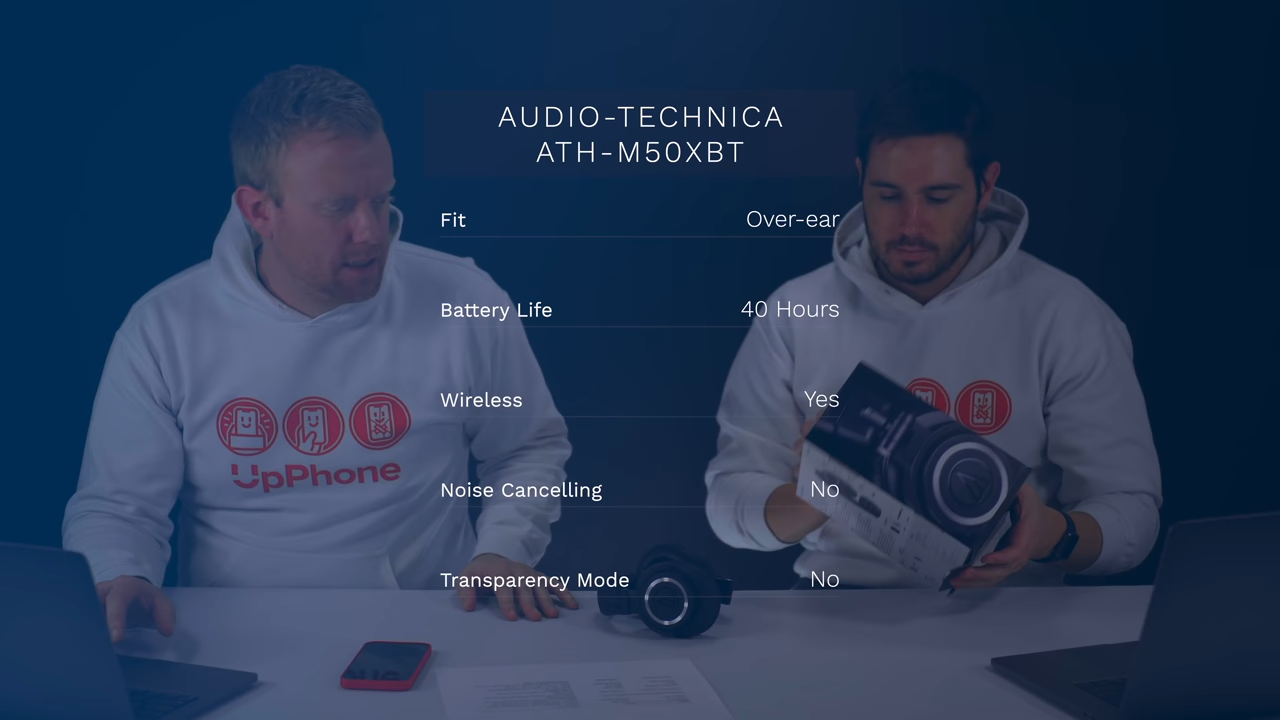 AUDIO-TECHNICA
ATH-M50XBT
Fit Over-ear
Battery Life 40 Hours
Wireless Yes
Noise Cancelling No
Transparency Mode No
UpPhone